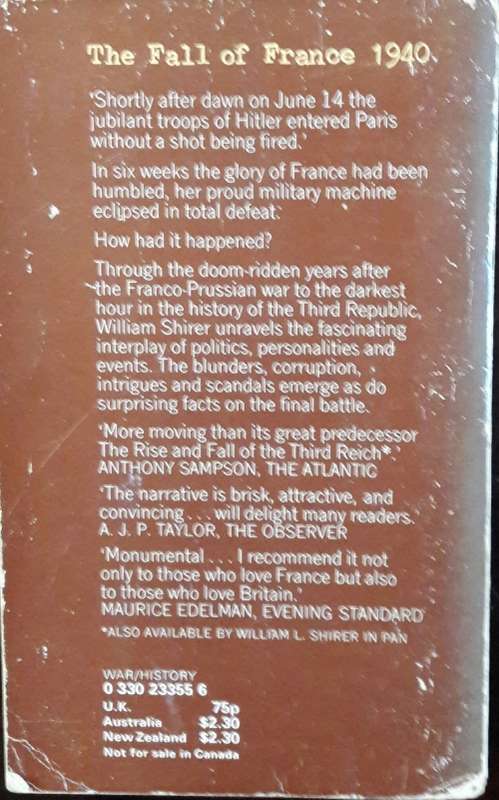 The Fall of France 1940
'Shortly after dawn on June 14 the
jubilant troops of Hitler entered Paris
without a shot being fired.'
In six weeks the glory of France had been
humbled, her proud military machine
eclipsed in total defeat.
How had it happened?
Through the doom-ridden years after
the Franco-Prussian war to the darkest
hour in the history of the Third Republic,
William Shirer unravels the fascinating
interplay of politics, personalities and
events. The blunders, corruption,
intrigues and scandals emerge as do
surprising facts on the final battle.
'More moving than its great predecessor
The Rise and Fall of the Third Reich*.'
ANTHONY SAMPSON, THE ATLANTIC
'The narrative is brisk, attractive, and
convincing . . . will delight many readers.'
A. J. P. TAYLOR, THE OBSERVER
'Monumental . . . I recommend it not
only to those who love France but also
to those who love Britain.'
MAURICE EDELMAN, EVENING STANDARD
*ALSO AVAILABLE BY WILLIAM L. SHIRER IN PAN
WAR/HISTORY
0 330 23355 6
U.K. 75p
Australia $2.30
New Zealand $2.30
Not for sale in Canada